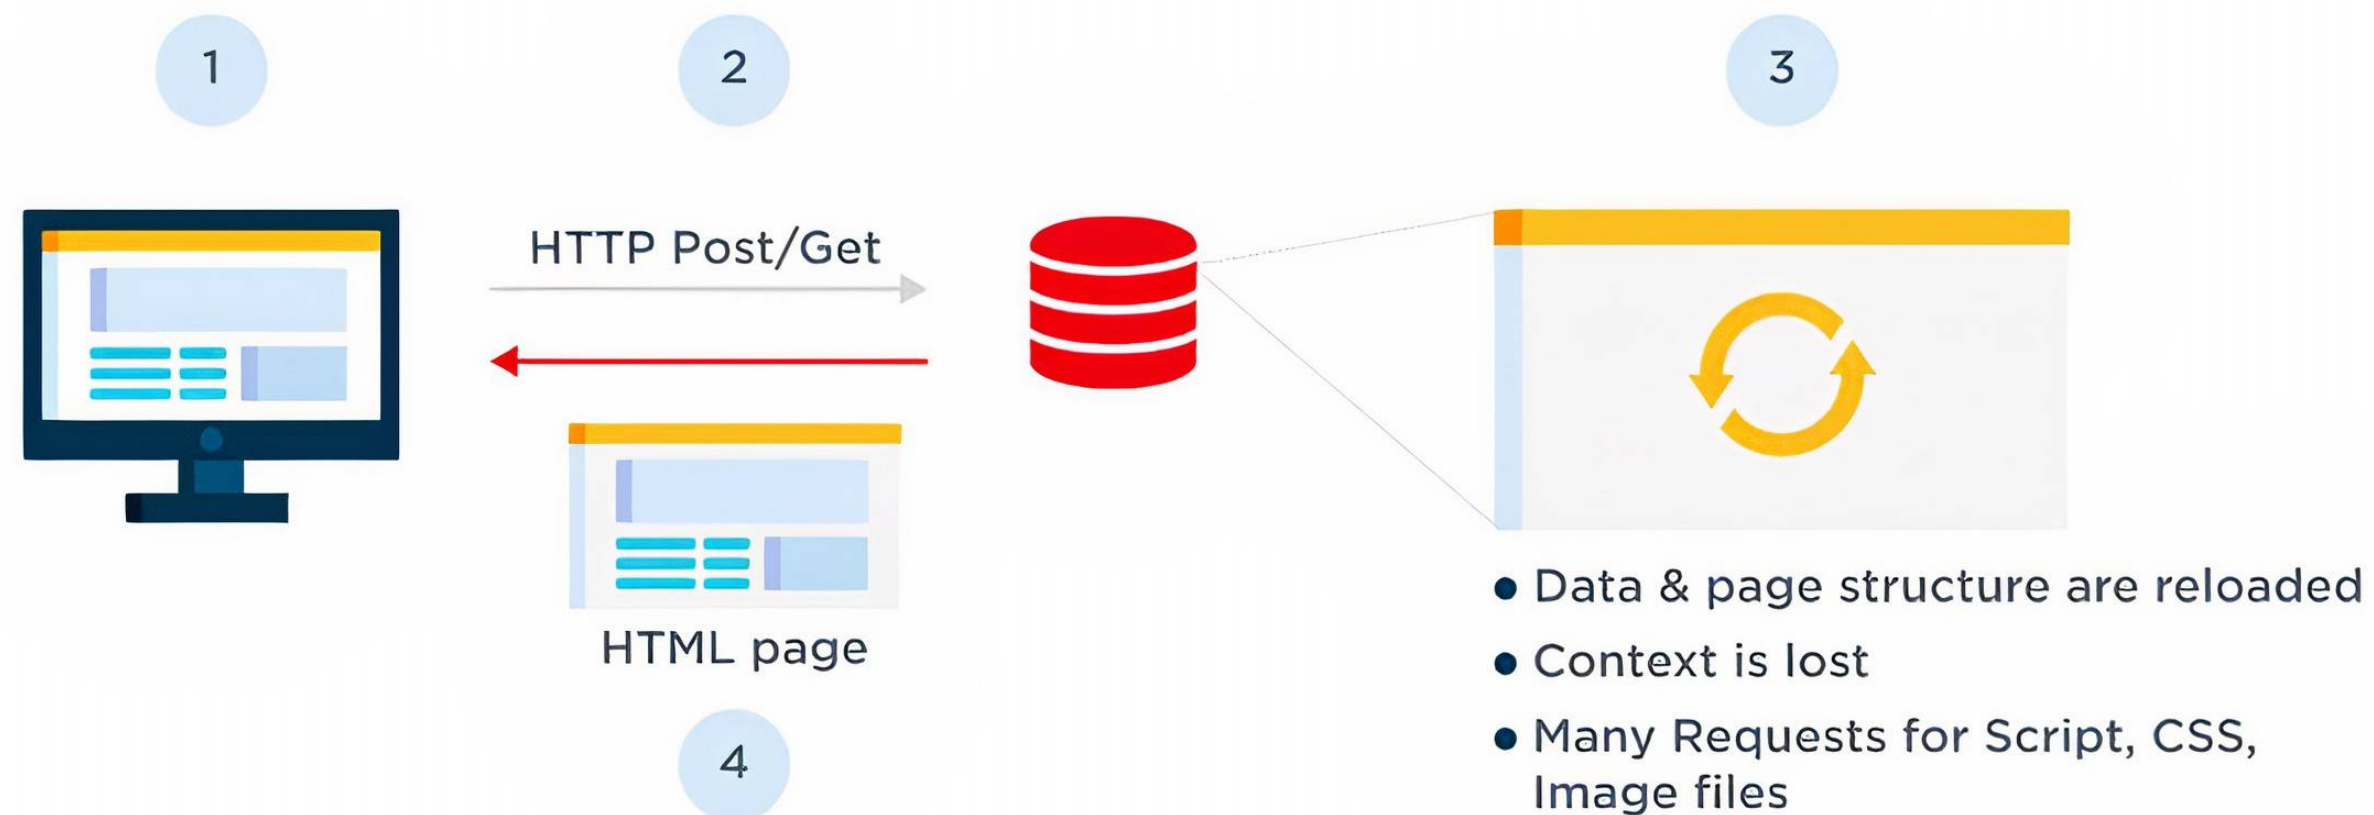 1
2
3
HTTP Post/Get
HTML page
4
• Data & page structure are reloaded
• Context is lost
• Many Requests for Script, CSS,
Image files